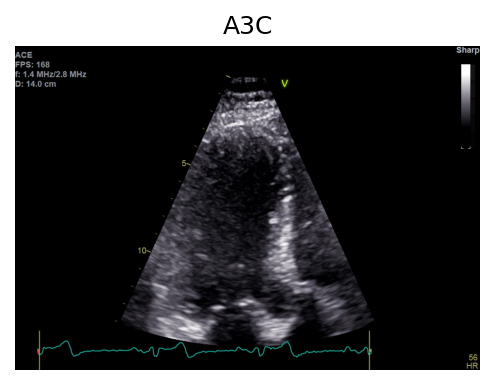 A3C
ACE
FPS: 168
f: 1.4 MHz/2.8 MHz
D: 14.0 cm
Sharp
V
5
10
56
HR